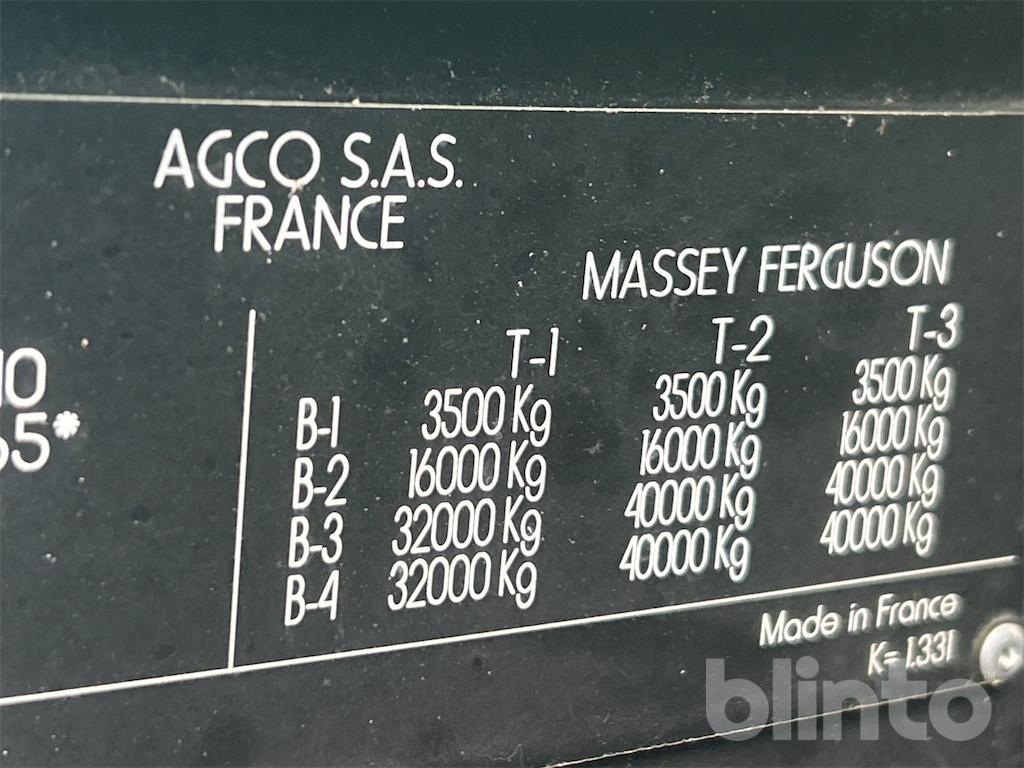 AGCO S.A.S.
FRANCE
MASSEY FERGUSON
T-1 T-2 T-3
B-1 3500 Kg 3500 Kg 3500 Kg
B-2 16000 Kg 16000 Kg 16000 Kg
B-3 32000 Kg 40000 Kg 40000 Kg
B-4 32000 Kg 40000 Kg 40000 Kg
Made in France
K= 1.331
blinto